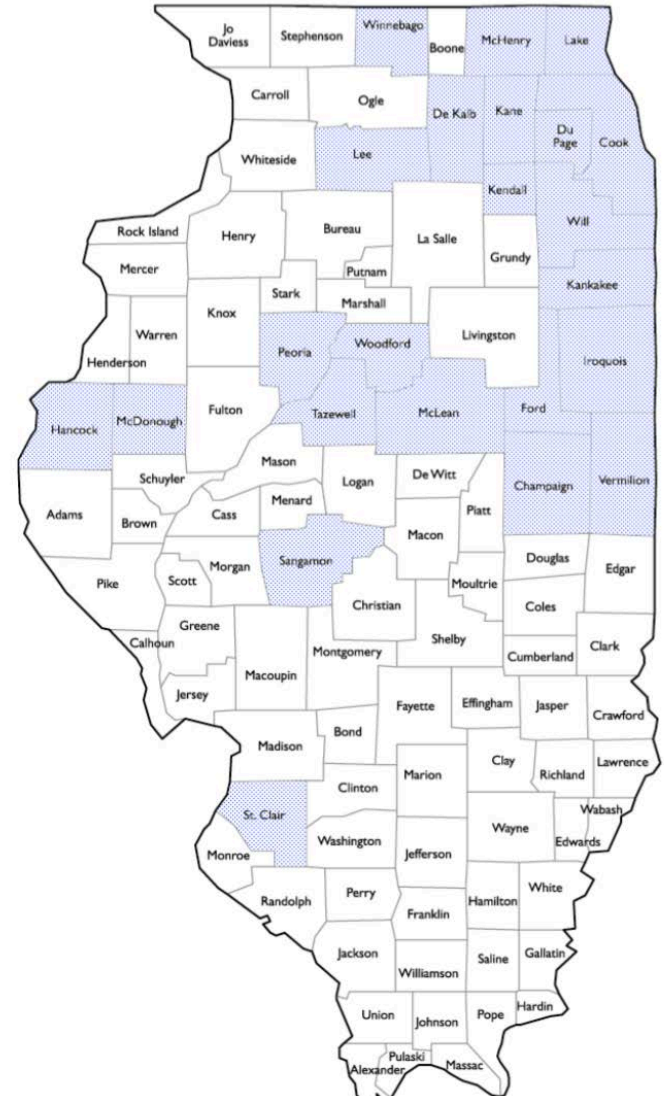 Jo
Daviess
Stephenson
Winnebago
Boone
McHenry
Lake
Carroll
Ogle
De Kalb
Kane
Du
Page
Cook
Whiteside
Lee
Kendall
Will
Rock Island
Henry
Bureau
La Salle
Grundy
Mercer
Putnam
Kankakee
Stark
Marshall
Knox
Warren
Henderson
Peoria
Woodford
Livingston
Iroquois
Hancock
McDonough
Fulton
Tazewell
McLean
Ford
Mason
Logan
De Witt
Champaign
Vermilion
Schuyler
Adams
Brown
Cass
Menard
Piatt
Macon
Sangamon
Morgan
Scott
Pike
Douglas
Edgar
Moultrie
Christian
Coles
Greene
Calhoun
Shelby
Clark
Montgomery
Cumberland
Macoupin
Jersey
Fayette
Effingham
Jasper
Crawford
Madison
Bond
Clay
Richland
Lawrence
Marion
Clinton
St. Clair
Wabash
Wayne
Edwards
Washington
Jefferson
Monroe
White
Randolph
Perry
Hamilton
Franklin
Jackson
Saline
Gallatin
Williamson
Union
Johnson
Pope
Hardin
Alexander
Pulaski
Massac